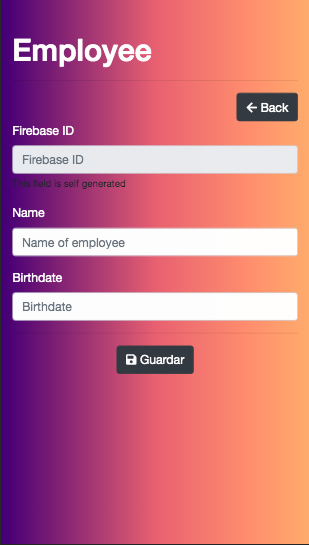 Employee
Back
Firebase ID
Firebase ID
This field is self generated
Name
Name of employee
Birthdate
Birthdate
Guardar